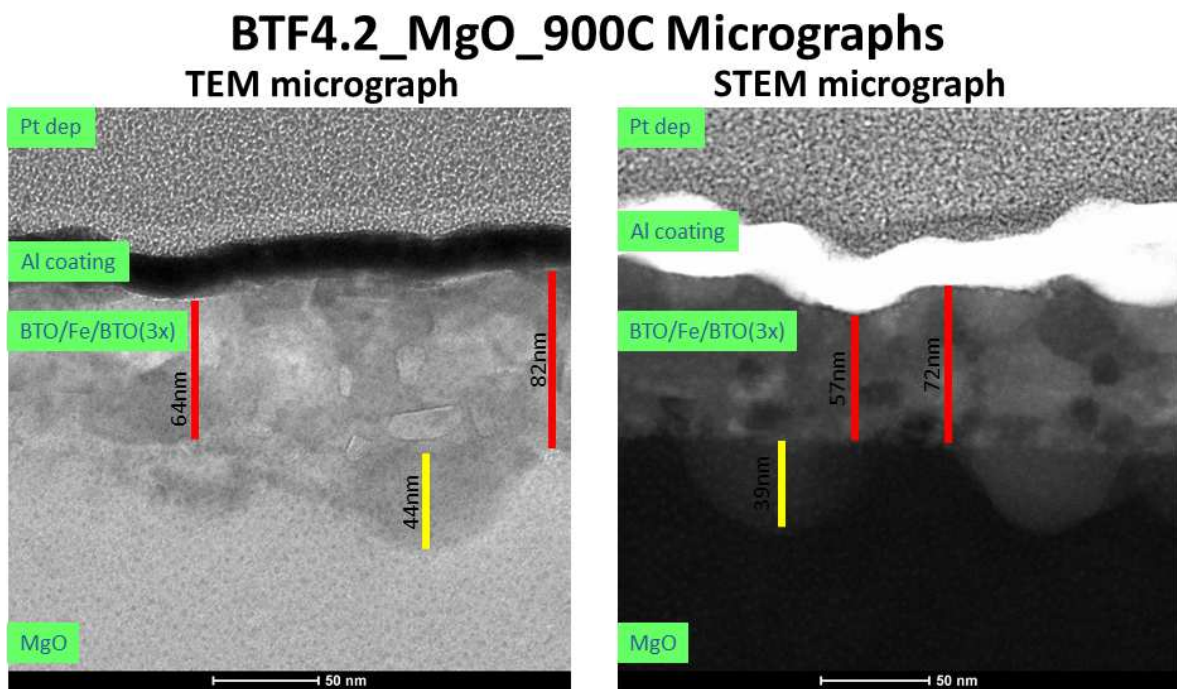 BTF4.2_MgO_900C Micrographs
TEM micrograph
STEM micrograph
Pt dep
Al coating
BTO/Fe/BTO(3x)
64nm
82nm
44nm
MgO
50 nm
Pt dep
Al coating
BTO/Fe/BTO(3x)
57nm
72nm
39nm
MgO
50 nm